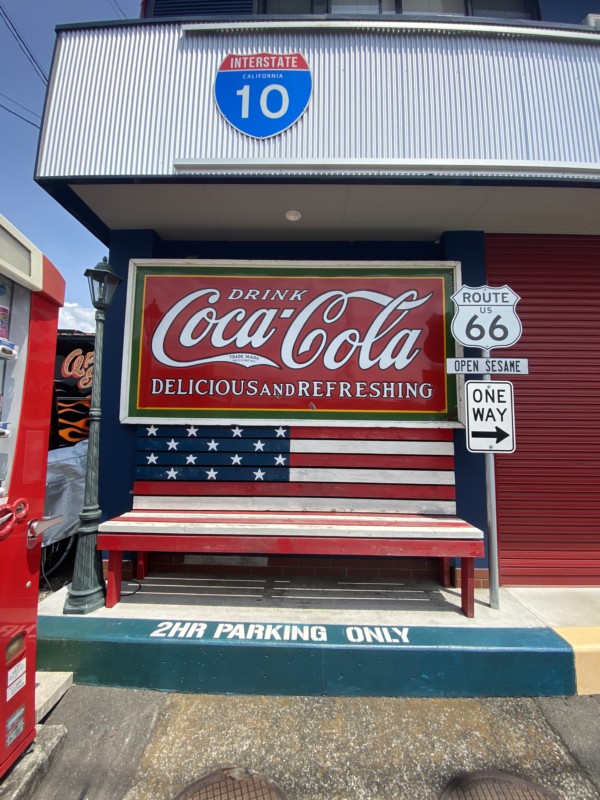 INTERSTATE
CALIFORNIA
10
DRINK
Coca-Cola
TRADE MARK
DELICIOUS AND REFRESHING
ROUTE
US
66
OPEN SESAME
ONE
WAY
2HR PARKING ONLY